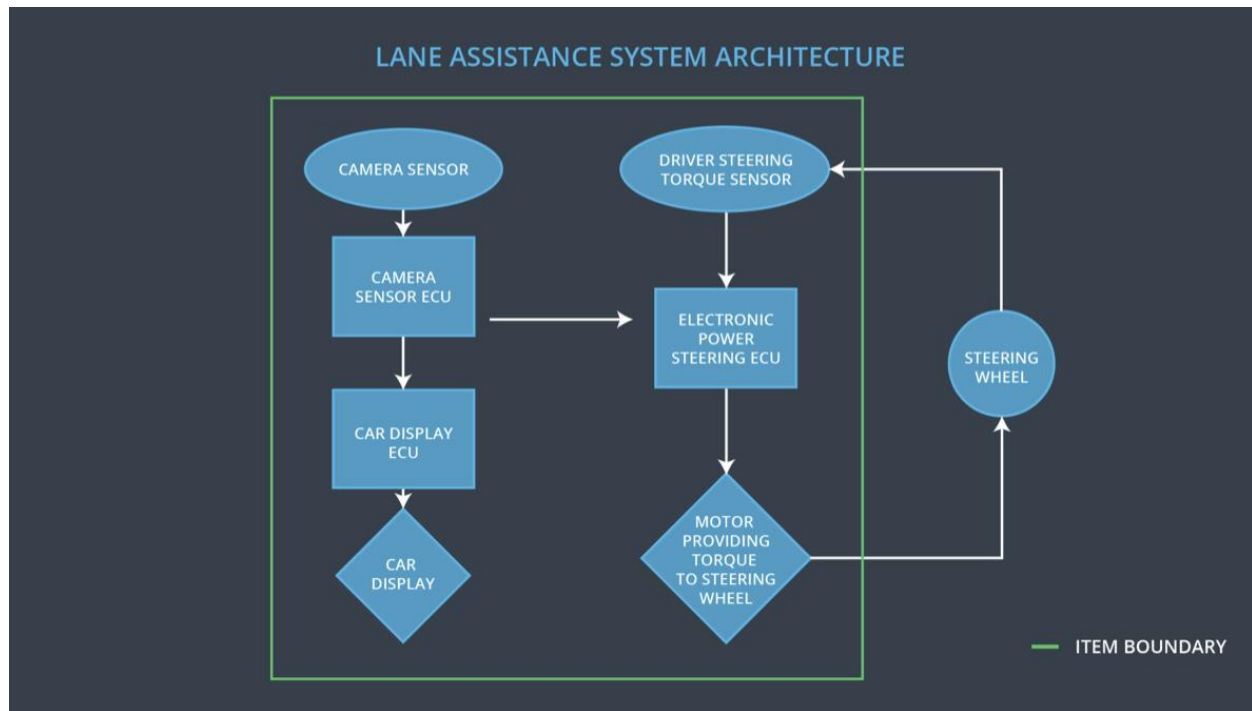 LANE ASSISTANCE SYSTEM ARCHITECTURE
CAMERA SENSOR
CAMERA
SENSOR ECU
CAR DISPLAY
ECU
CAR
DISPLAY
DRIVER STEERING
TORQUE SENSOR
ELECTRONIC
POWER
STEERING ECU
MOTOR
PROVIDING
TORQUE
TO STEERING
WHEEL
STEERING
WHEEL
ITEM BOUNDARY